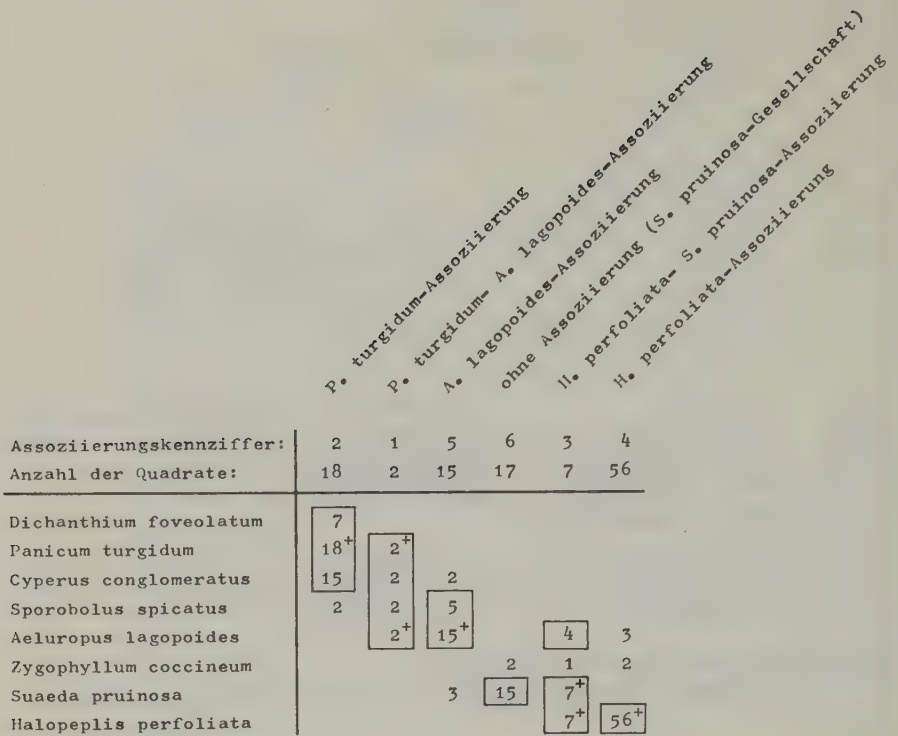 P. turgidum-Assoziierung
P. turgidum- A. lagopoides-Assoziierung
A. lagopoides-Assoziierung
ohne Assoziierung (S. pruinosa-Gesellschaft)
H. perfoliata- S. pruinosa-Assoziierung
H. perfoliata-Assoziierung
Assoziierungskennziffer: 2 1 5 6 3 4
Anzahl der Quadrate: 18 2 15 17 7 56
Dichanthium foveolatum 7
Panicum turgidum 18+ 2+
Cyperus conglomeratus 15 2 2
Sporobolus spicatus 2 2 5
Aeluropus lagopoides 2+ 15+ 4 3
Zygophyllum coccineum 2 1 2
Suaeda pruinosa 3 15 7+
Halopeplis perfoliata 7+ 56+